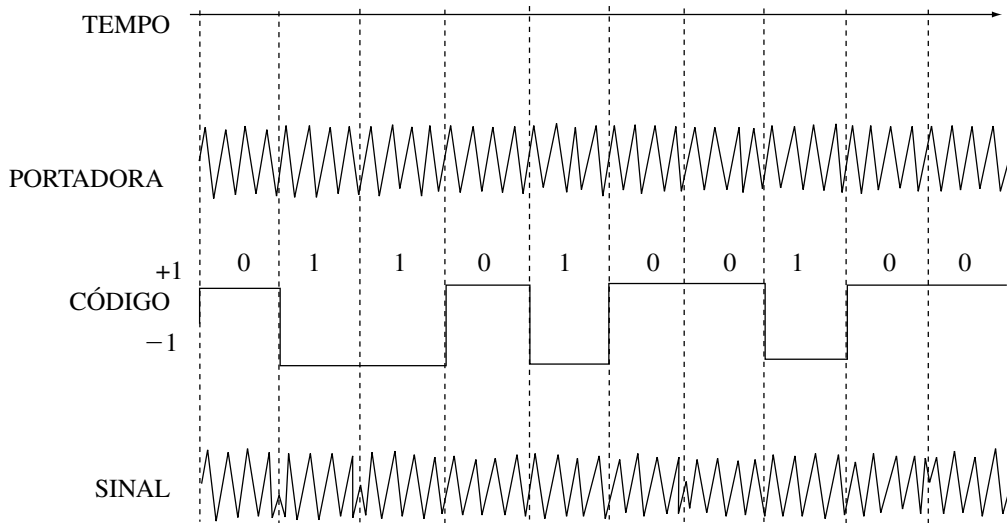 TEMPO
PORTADORA
0 1 1 0 1 0 0 1 0 0
+1
CÓDIGO
−1
SINAL